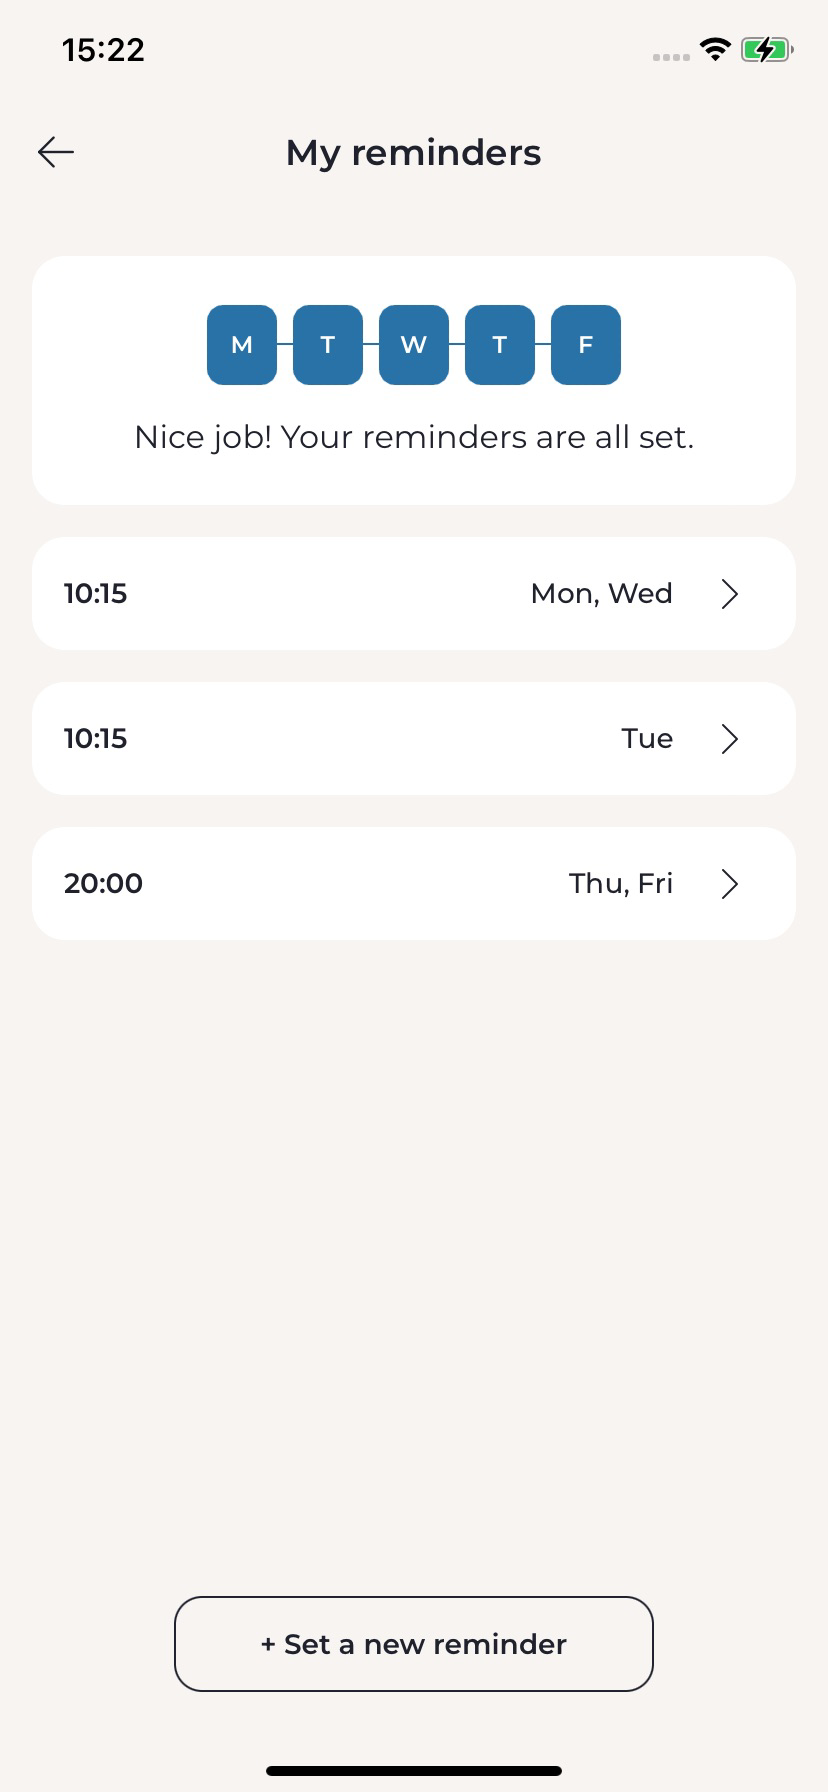 15:22
My reminders
M T W T F
Nice job! Your reminders are all set.
10:15 Mon, Wed
10:15 Tue
20:00 Thu, Fri
+ Set a new reminder